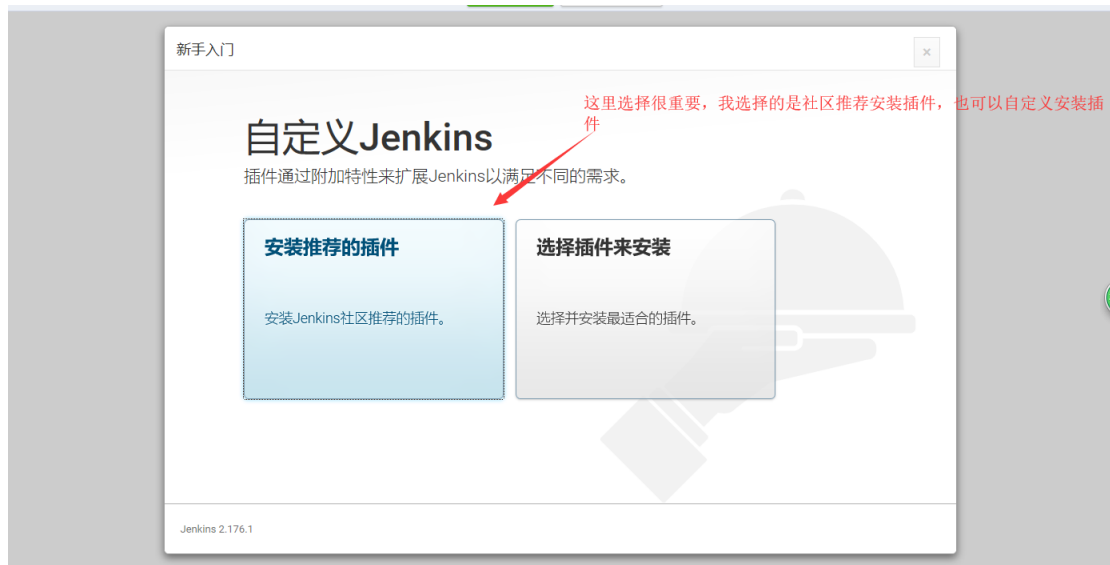 新手入门
×
这里选择很重要，我选择的是社区推荐安装插件，也可以自定义安装插
件
自定义Jenkins
插件通过附加特性来扩展Jenkins以满足不同的需求。
安装推荐的插件
选择插件来安装
安装Jenkins社区推荐的插件。
选择并安装最适合的插件。
Jenkins 2.176.1